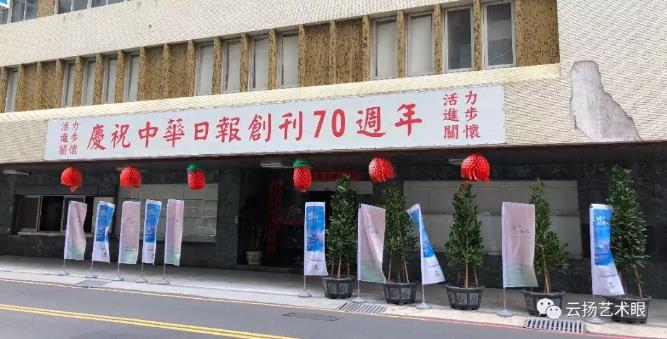 活力
進步
關懷
慶祝中華日報創刊70週年
活力
進步
關懷
云扬艺术眼